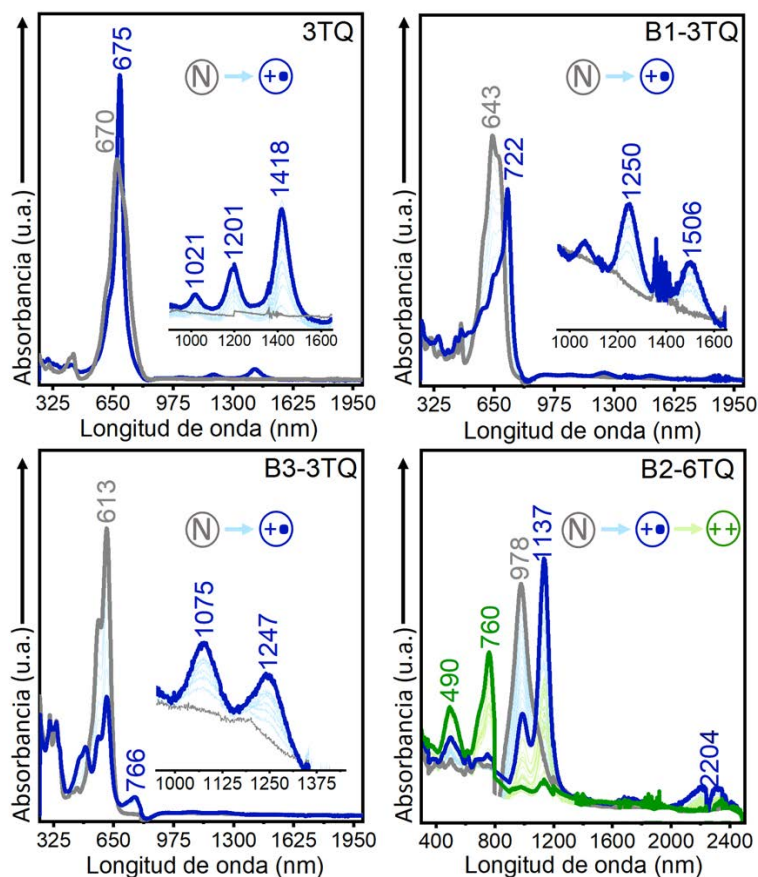 3TQ
675
670
N +•
1021
1201
1418
1000 1200 1400 1600
Absorbancia (u.a.)
325 650 975 1300 1625 1950
Longitud de onda (nm)
B1-3TQ
643
722
N +•
1250
1506
1000 1200 1400 1600
Absorbancia (u.a.)
325 650 975 1300 1625 1950
Longitud de onda (nm)
B3-3TQ
613
N +•
766
1075
1247
1000 1125 1250 1375
Absorbancia (u.a.)
325 650 975 1300 1625 1950
Longitud de onda (nm)
B2-6TQ
N +• ++
978
1137
490
760
2204
Absorbancia (u.a.)
400 800 1200 1600 2000 2400
Longitud de onda (nm)